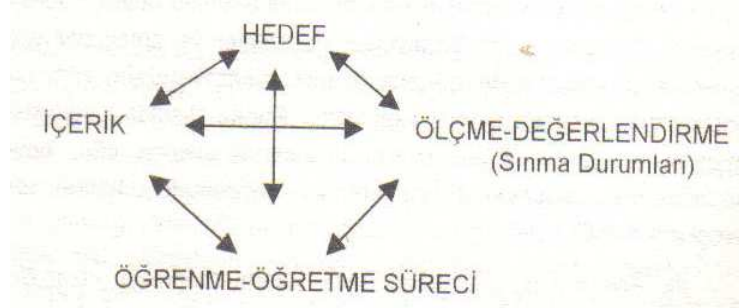 HEDEF
İÇERİK
ÖLÇME-DEĞERLENDİRME
(Sınma Durumları)
ÖĞRENME-ÖĞRETME SÜRECİ